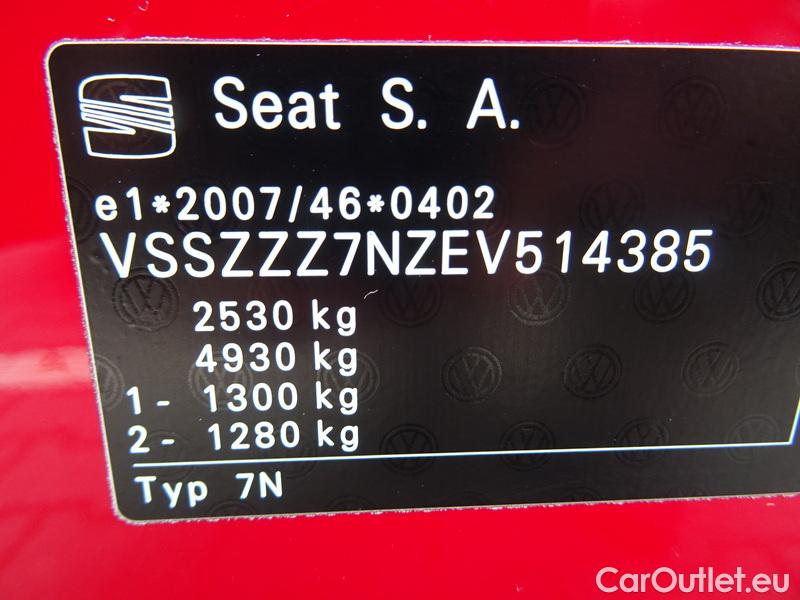 Seat S. A.
e1*2007/46*0402
VSSZZZ7NZEV514385
2530 kg
4930 kg
1 - 1300 kg
2 - 1280 kg
Typ 7N
CarOutlet.eu